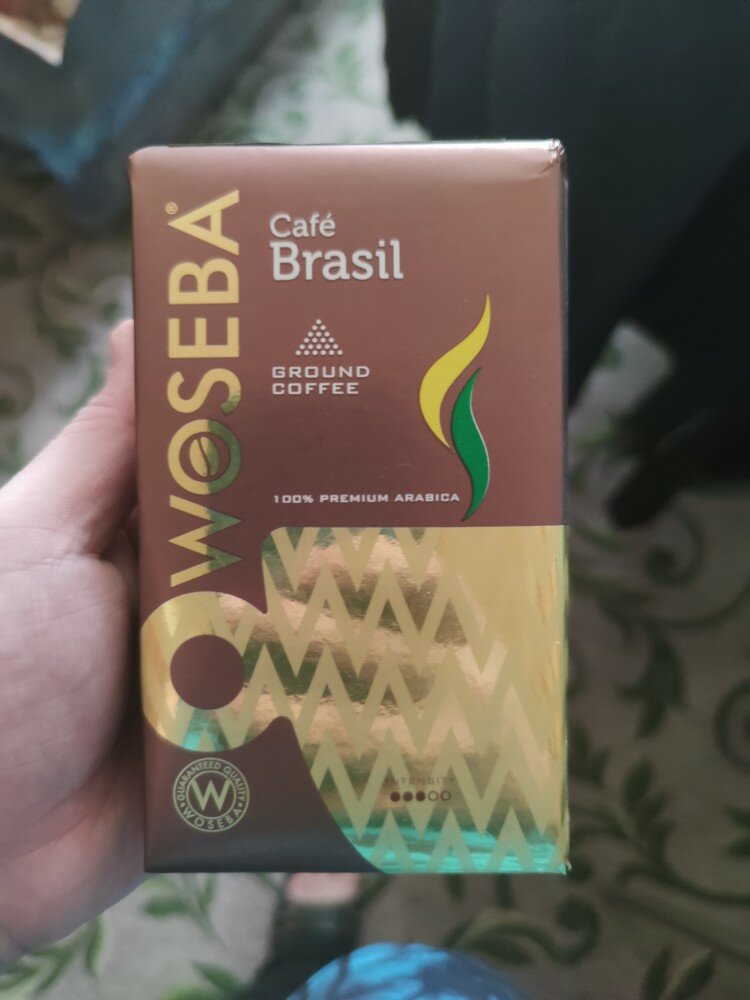 WOSEBA®
Café
Brasil
GROUND
COFFEE
100% PREMIUM ARABICA
INTENSITY
GUARANTEED QUALITY
W
WOSEBA